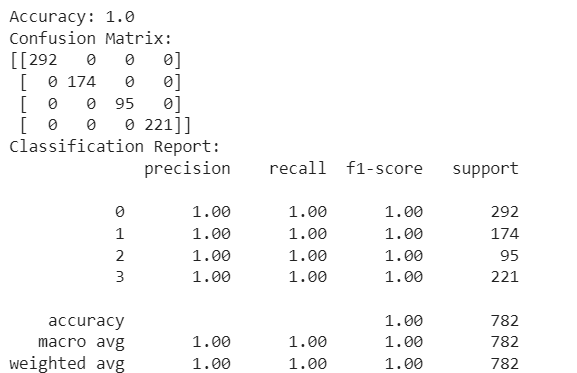 Accuracy: 1.0
Confusion Matrix:
[[292   0   0   0]
 [  0 174   0   0]
 [  0   0  95   0]
 [  0   0   0 221]]
Classification Report:
              precision    recall  f1-score   support

           0       1.00      1.00      1.00       292
           1       1.00      1.00      1.00       174
           2       1.00      1.00      1.00        95
           3       1.00      1.00      1.00       221

    accuracy                           1.00       782
   macro avg       1.00      1.00      1.00       782
weighted avg       1.00      1.00      1.00       782